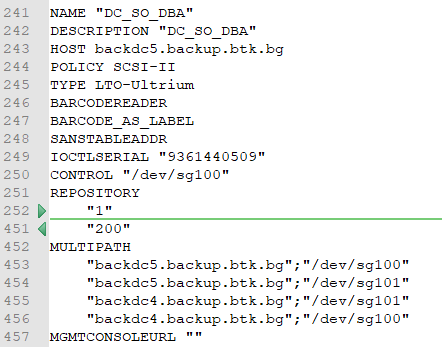 241 NAME "DC_SO_DBA"
242 DESCRIPTION "DC_SO_DBA"
243 HOST backdc5.backup.btk.bg
244 POLICY SCSI-II
245 TYPE LTO-Ultrium
246 BARCODEREADER
247 BARCODE_AS_LABEL
248 SANSTABLEADDR
249 IOCTLSERIAL "9361440509"
250 CONTROL "/dev/sg100"
251 REPOSITORY
252 "1"
451 "200"
452 MULTIPATH
453 "backdc5.backup.btk.bg";"/dev/sg100"
454 "backdc5.backup.btk.bg";"/dev/sg101"
455 "backdc4.backup.btk.bg";"/dev/sg101"
456 "backdc4.backup.btk.bg";"/dev/sg100"
457 MGMTCONSOLEURL ""